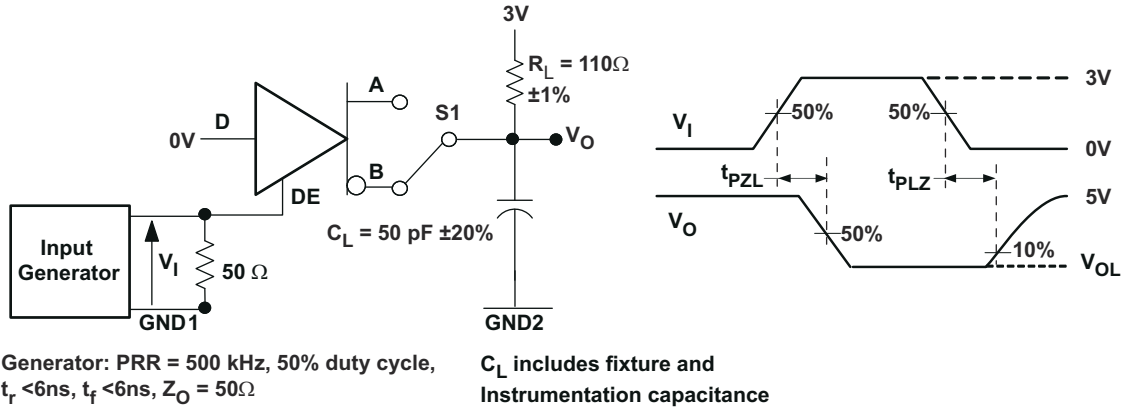 3V
R_L = 110Ω
±1%
A
S1
D
0V
V_O
B
DE
C_L = 50 pF ±20%
Input
Generator
V_I
50 Ω
GND1
GND2
Generator: PRR = 500 kHz, 50% duty cycle,
t_r <6ns, t_f <6ns, Z_O = 50Ω
C_L includes fixture and
Instrumentation capacitance
3V
50%
50%
V_I
0V
t_PZL
t_PLZ
5V
V_O
50%
10%
V_OL